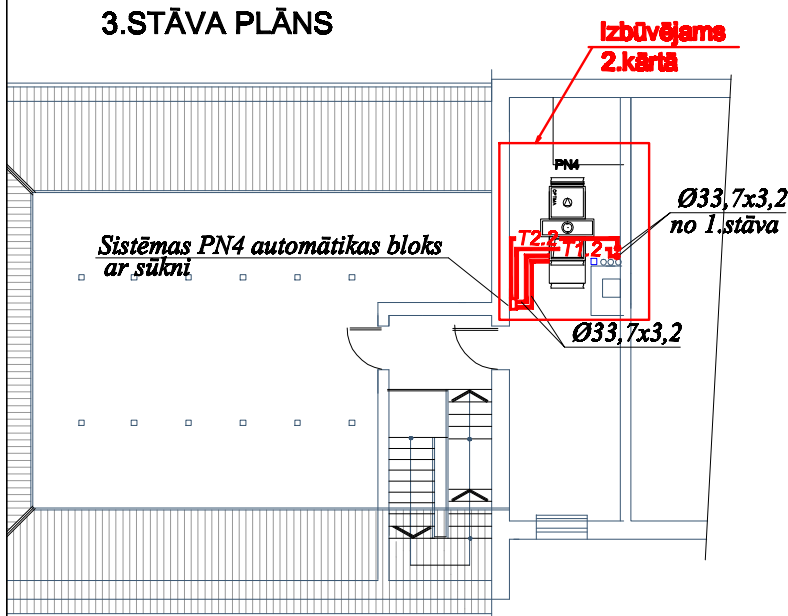 3.STĀVA PLĀNS
Izbūvējams
2.kārtā
PN4
Ø33,7x3,2
no 1.stāva
T2.2
T1.2
Sistēmas PN4 automātikas bloks
ar sūkni
Ø33,7x3,2